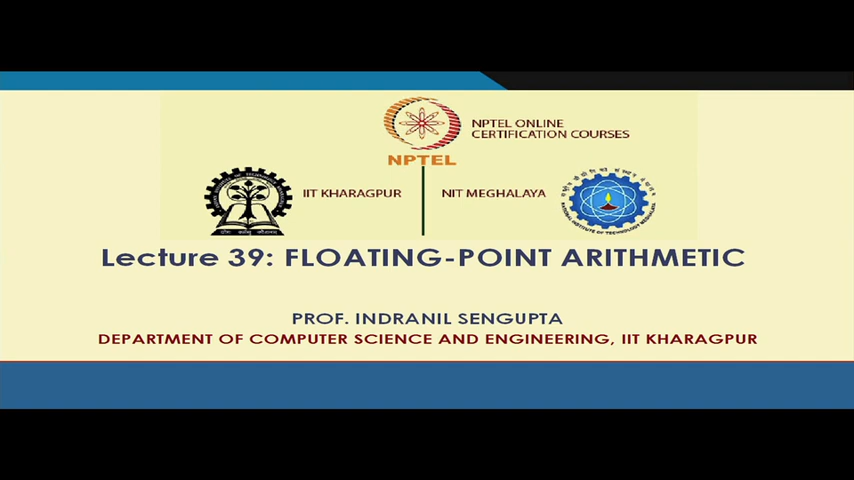 NPTEL ONLINE
CERTIFICATION COURSES
NPTEL
IIT KHARAGPUR
NIT MEGHALAYA
Lecture 39: FLOATING-POINT ARITHMETIC
PROF. INDRANIL SENGUPTA
DEPARTMENT OF COMPUTER SCIENCE AND ENGINEERING, IIT KHARAGPUR